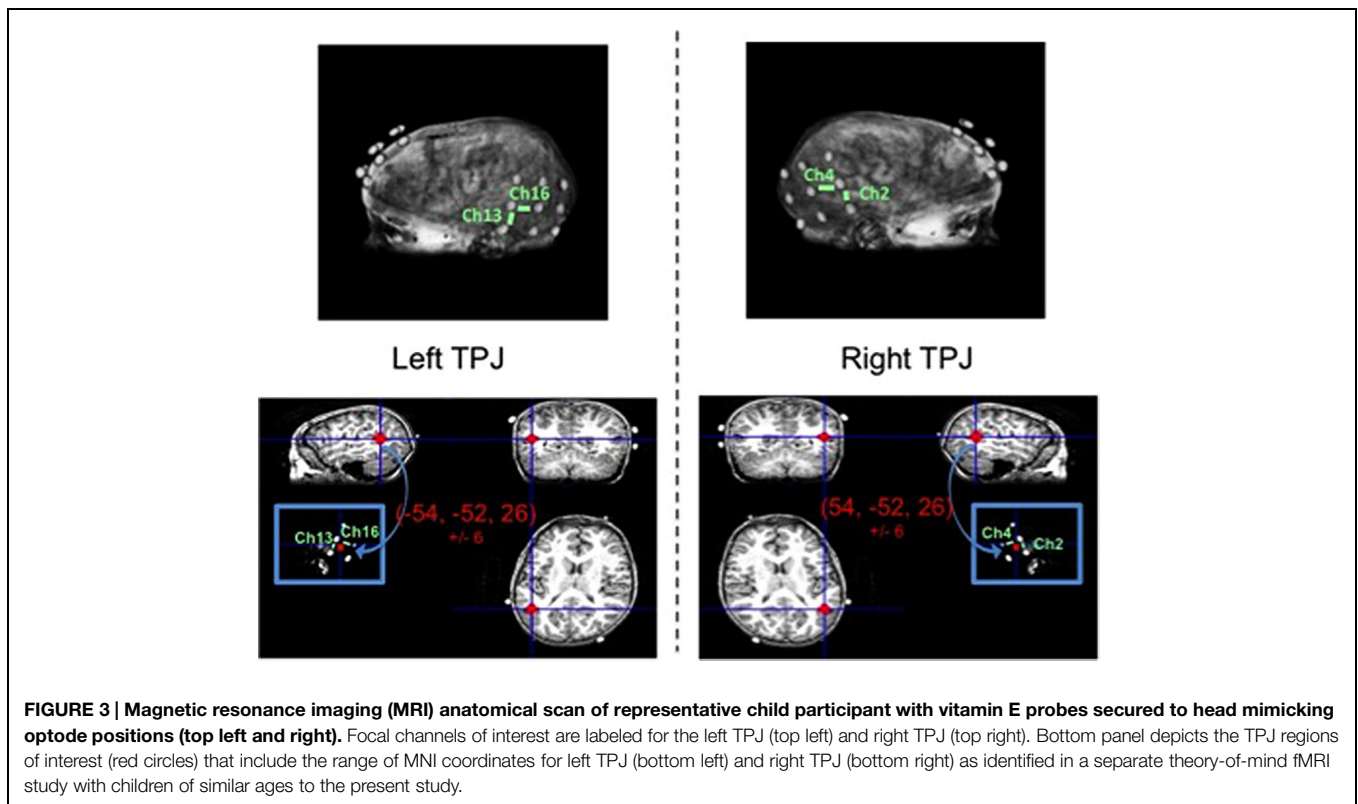 Ch16
Ch13
Ch4
Ch2
Left TPJ
Right TPJ
(-54, -52, 26)
+/- 6
Ch13
Ch16
(54, -52, 26)
+/- 6
Ch4
Ch2
FIGURE 3 | Magnetic resonance imaging (MRI) anatomical scan of representative child participant with vitamin E probes secured to head mimicking
optode positions (top left and right). Focal channels of interest are labeled for the left TPJ (top left) and right TPJ (top right). Bottom panel depicts the TPJ regions
of interest (red circles) that include the range of MNI coordinates for left TPJ (bottom left) and right TPJ (bottom right) as identified in a separate theory-of-mind fMRI
study with children of similar ages to the present study.